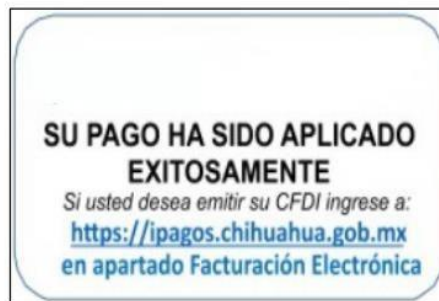 SU PAGO HA SIDO APLICADO
EXITOSAMENTE
Si usted desea emitir su CFDI ingrese a:
https://ipagos.chihuahua.gob.mx
en apartado Facturación Electrónica